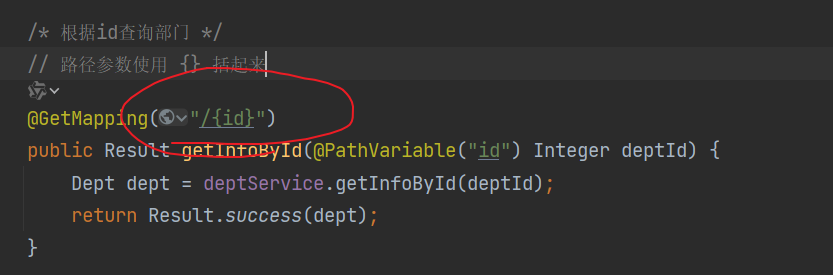 /* 根据id查询部门 */
// 路径参数使用 {} 括起来
@GetMapping("/{id}")
public Result getInfoById(@PathVariable("id") Integer deptId) {
    Dept dept = deptService.getInfoById(deptId);
    return Result.success(dept);
}